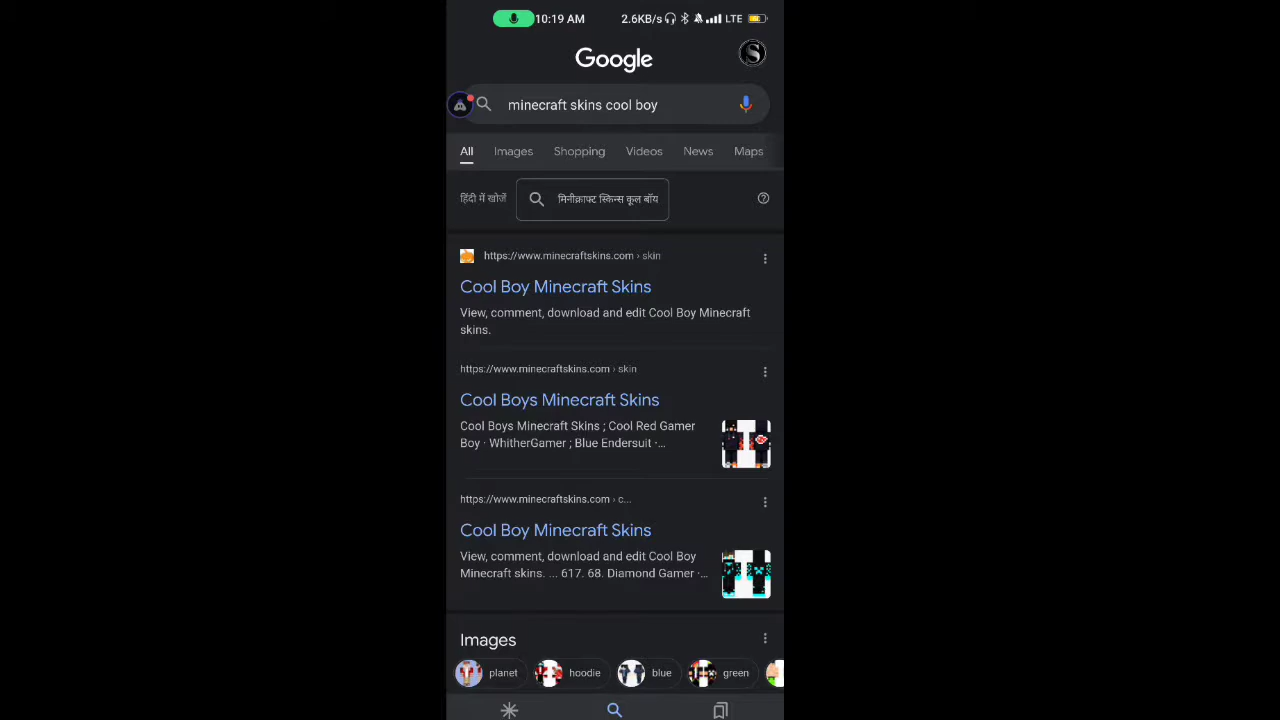 10:19 AM 2.6KB/s LTE
Google
S
minecraft skins cool boy
All Images Shopping Videos News Maps
हिंदी में खोजें मिनीक्राफ्ट स्किन्स कूल बॉय
https://www.minecraftskins.com › skin
Cool Boy Minecraft Skins
View, comment, download and edit Cool Boy Minecraft
skins.
https://www.minecraftskins.com › skin
Cool Boys Minecraft Skins
Cool Boys Minecraft Skins ; Cool Red Gamer
Boy · WhitherGamer ; Blue Endersuit ·...
https://www.minecraftskins.com › c...
Cool Boy Minecraft Skins
View, comment, download and edit Cool Boy
Minecraft skins. ... 617. 68. Diamond Gamer ·...
Images
planet hoodie blue green